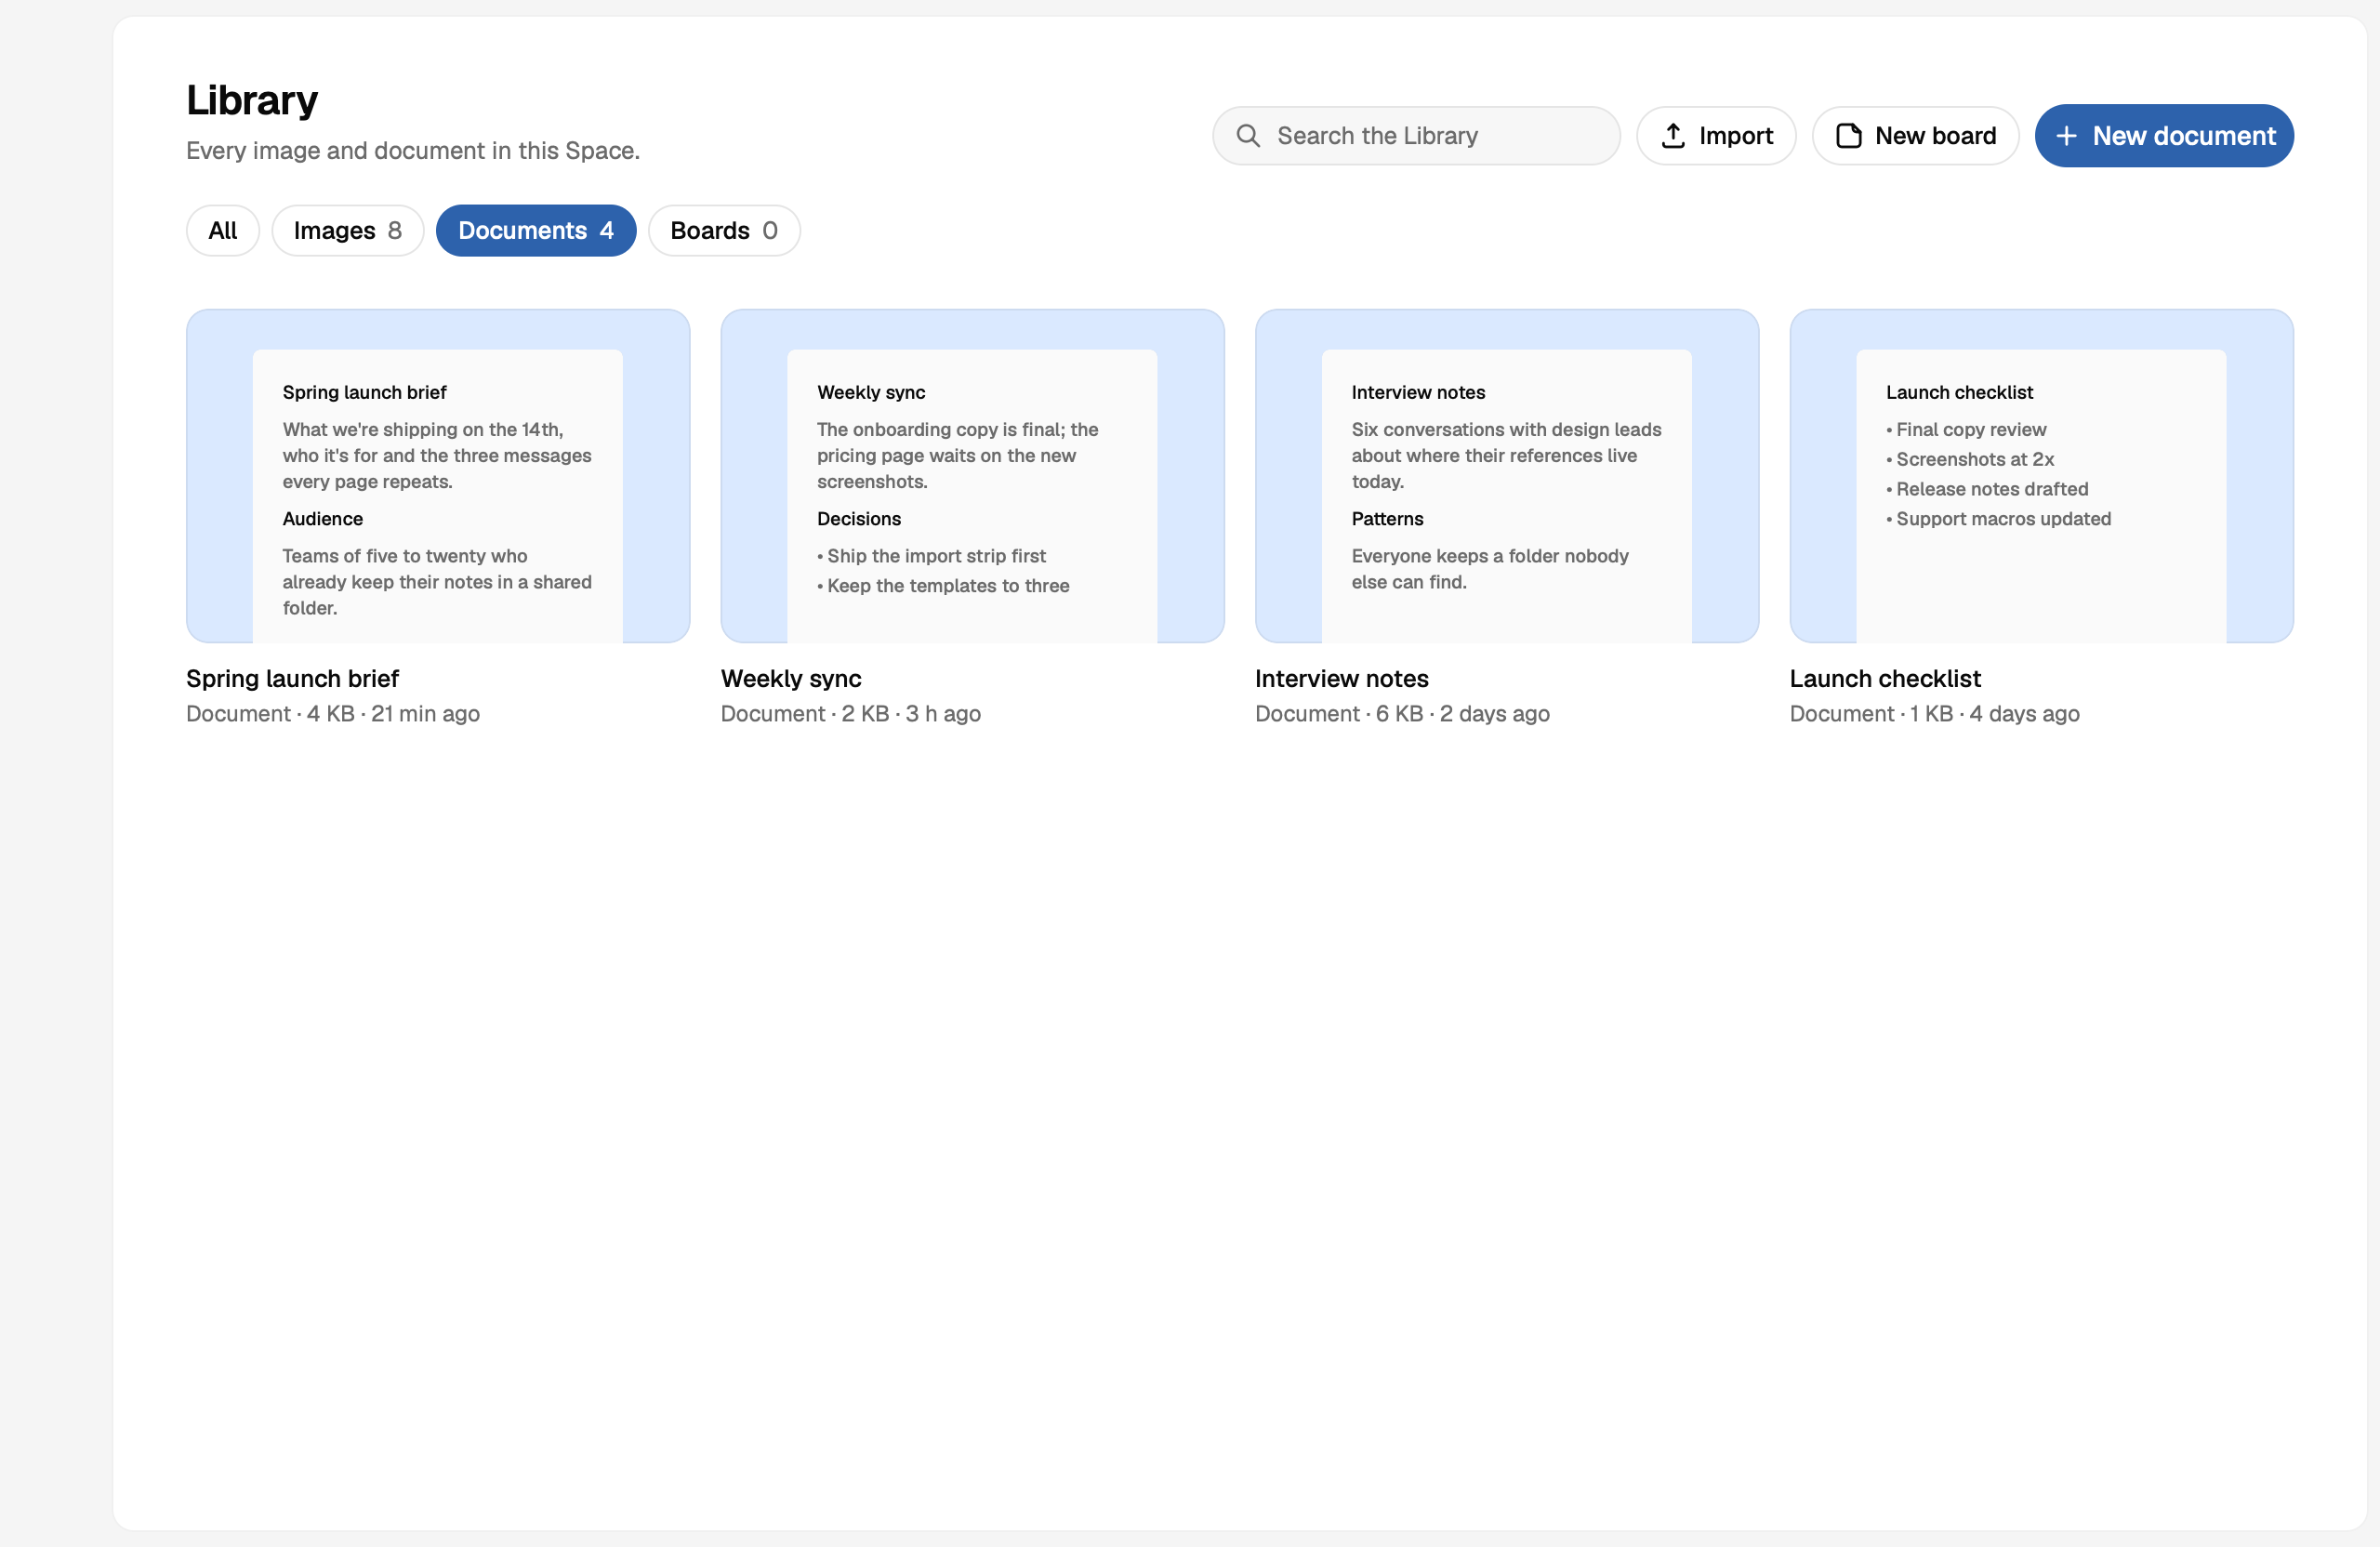 Library
Every image and document in this Space.
Search the Library
Import
New board
New document
All
Images 8
Documents 4
Boards 0
Spring launch brief
What we're shipping on the 14th,
who it's for and the three messages
every page repeats.
Audience
Teams of five to twenty who
already keep their notes in a shared
folder.
Spring launch brief
Document · 4 KB · 21 min ago
Weekly sync
The onboarding copy is final; the
pricing page waits on the new
screenshots.
Decisions
• Ship the import strip first
• Keep the templates to three
Weekly sync
Document · 2 KB · 3 h ago
Interview notes
Six conversations with design leads
about where their references live
today.
Patterns
Everyone keeps a folder nobody
else can find.
Interview notes
Document · 6 KB · 2 days ago
Launch checklist
• Final copy review
• Screenshots at 2x
• Release notes drafted
• Support macros updated
Launch checklist
Document · 1 KB · 4 days ago